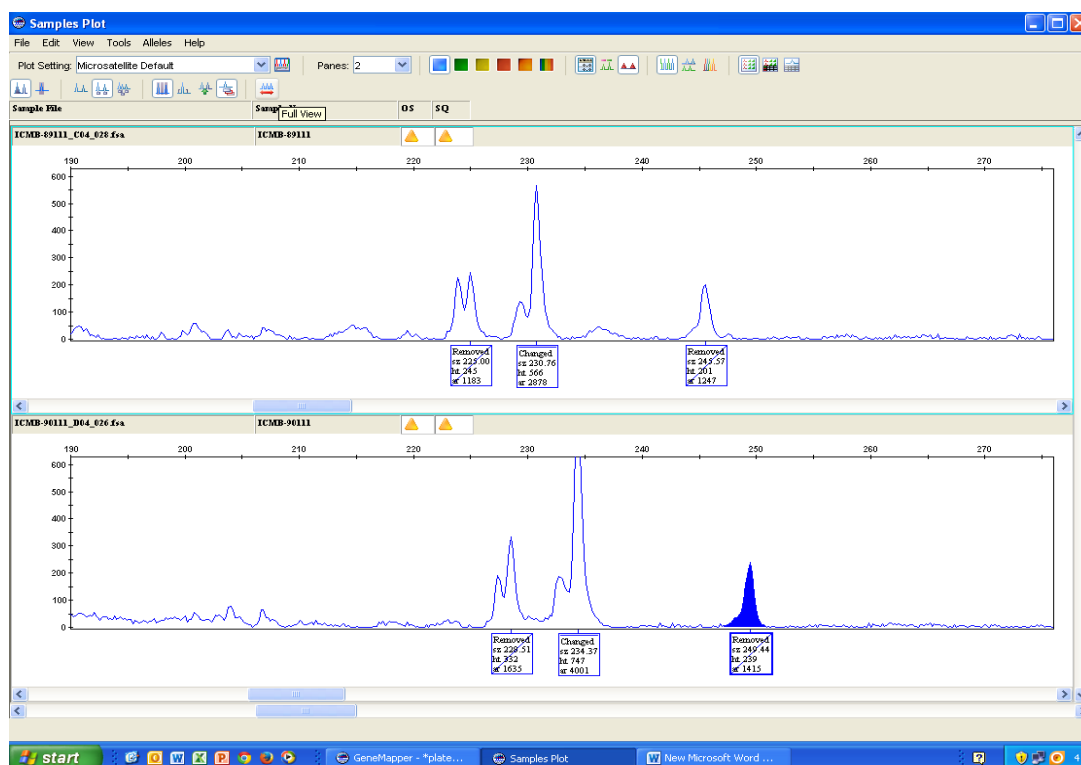 Samples Plot
File Edit View Tools Alleles Help
Plot Setting: Microsatellite Default Panes: 2
Sample File OS SQ
Full View
ICMB-89111_C04_028.fsa ICMB-89111
190 200 210 220 230 240 250 260 270
600
500
400
300
200
100
0
Removed
sz 225.00
ht 245
ar 1183
Changed
sz 230.76
ht 566
ar 2878
Removed
sz 245.57
ht 201
ar 1247
ICMB-90111_D04_026.fsa ICMB-90111
190 200 210 220 230 240 250 260 270
600
500
400
300
200
100
0
Removed
sz 228.51
ht 332
ar 1635
Changed
sz 234.37
ht 747
ar 4001
Removed
sz 249.44
ht 239
ar 1415
start GeneMapper - *plate... Samples Plot New Microsoft Word ... 4